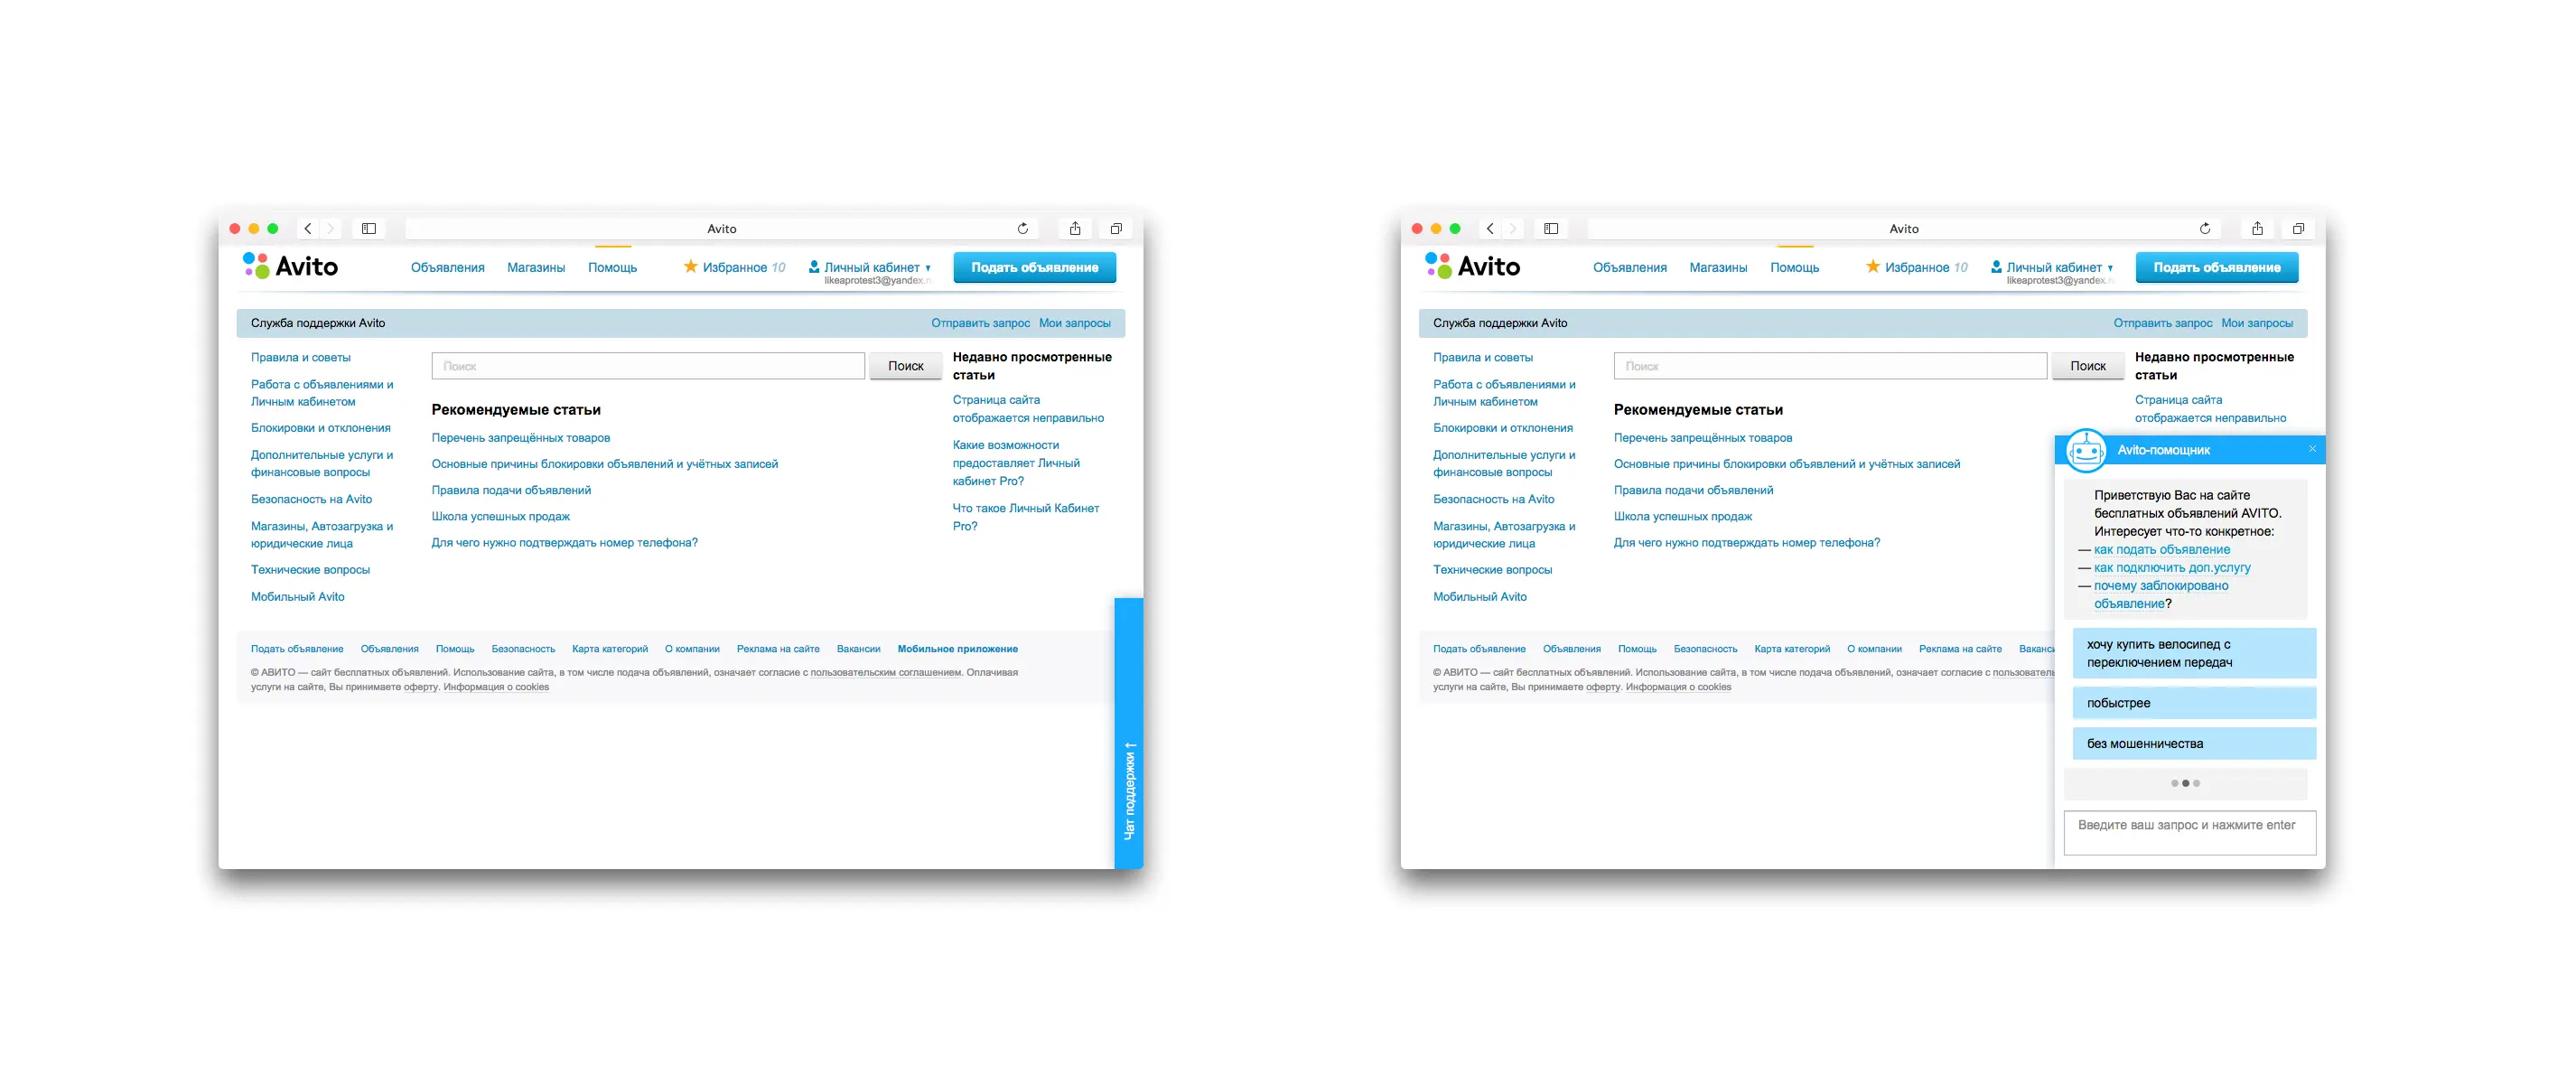 Avito
Avito
Объявления
Магазины
Помощь
Избранное 10
Личный кабинет
likeaprotest3@yandex.r
Подать объявление
Служба поддержки Avito
Отправить запрос
Мои запросы
Правила и советы
Работа с объявлениями и
Личным кабинетом
Блокировки и отклонения
Дополнительные услуги и
финансовые вопросы
Безопасность на Avito
Магазины, Автозагрузка и
юридические лица
Технические вопросы
Мобильный Avito
Поиск
Поиск
Рекомендуемые статьи
Перечень запрещённых товаров
Основные причины блокировки объявлений и учётных записей
Правила подачи объявлений
Школа успешных продаж
Для чего нужно подтверждать номер телефона?
Недавно просмотренные
статьи
Страница сайта
отображается неправильно
Какие возможности
предоставляет Личный
кабинет Pro?
Что такое Личный Кабинет
Pro?
Подать объявление
Объявления
Помощь
Безопасность
Карта категорий
О компании
Реклама на сайте
Вакансии
Мобильное приложение
© АВИТО — сайт бесплатных объявлений. Использование сайта, в том числе подача объявлений, означает согласие с пользовательским соглашением. Оплачивая
услуги на сайте, Вы принимаете оферту. Информация о cookies
Чат поддержки ↑
Avito
Avito
Объявления
Магазины
Помощь
Избранное 10
Личный кабинет
likeaprotest3@yandex.r
Подать объявление
Служба поддержки Avito
Отправить запрос
Мои запросы
Правила и советы
Работа с объявлениями и
Личным кабинетом
Блокировки и отклонения
Дополнительные услуги и
финансовые вопросы
Безопасность на Avito
Магазины, Автозагрузка и
юридические лица
Технические вопросы
Мобильный Avito
Поиск
Поиск
Рекомендуемые статьи
Перечень запрещённых товаров
Основные причины блокировки объявлений и учётных записей
Правила подачи объявлений
Школа успешных продаж
Для чего нужно подтверждать номер телефона?
Недавно просмотренные
статьи
Страница сайта
отображается неправильно
Подать объявление
Объявления
Помощь
Безопасность
Карта категорий
О компании
Реклама на сайте
Ваканс
© АВИТО — сайт бесплатных объявлений. Использование сайта, в том числе подача объявлений, означает согласие с пользователь
услуги на сайте, Вы принимаете оферту. Информация о cookies
Avito-помощник
Приветствую Вас на сайте
бесплатных объявлений AVITO.
Интересует что-то конкретное:
— как подать объявление
— как подключить доп.услугу
— почему заблокировано
объявление?
хочу купить велосипед с
переключением передач
побыстрее
без мошенничества
Введите ваш запрос и нажмите enter